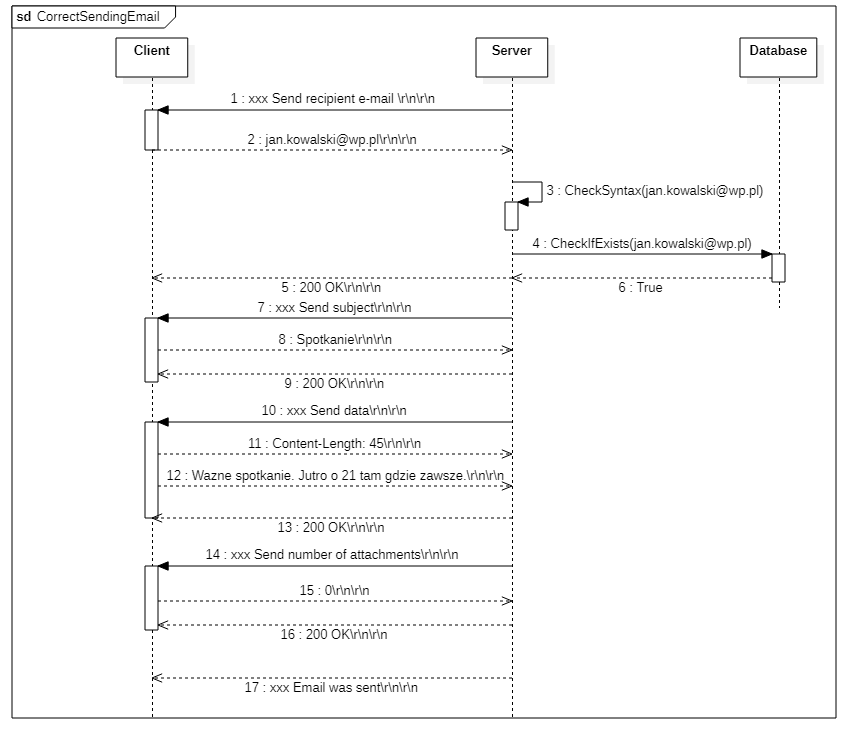 sd CorrectSendingEmail
Client Server Database
1 : xxx Send recipient e-mail \r\n\r\n
2 : jan.kowalski@wp.pl\r\n\r\n
3 : CheckSyntax(jan.kowalski@wp.pl)
4 : CheckIfExists(jan.kowalski@wp.pl)
5 : 200 OK\r\n\r\n
6 : True
7 : xxx Send subject\r\n\r\n
8 : Spotkanie\r\n\r\n
9 : 200 OK\r\n\r\n
10 : xxx Send data\r\n\r\n
11 : Content-Length: 45\r\n\r\n
12 : Wazne spotkanie. Jutro o 21 tam gdzie zawsze.\r\n\r\n
13 : 200 OK\r\n\r\n
14 : xxx Send number of attachments\r\n\r\n
15 : 0\r\n\r\n
16 : 200 OK\r\n\r\n
17 : xxx Email was sent\r\n\r\n